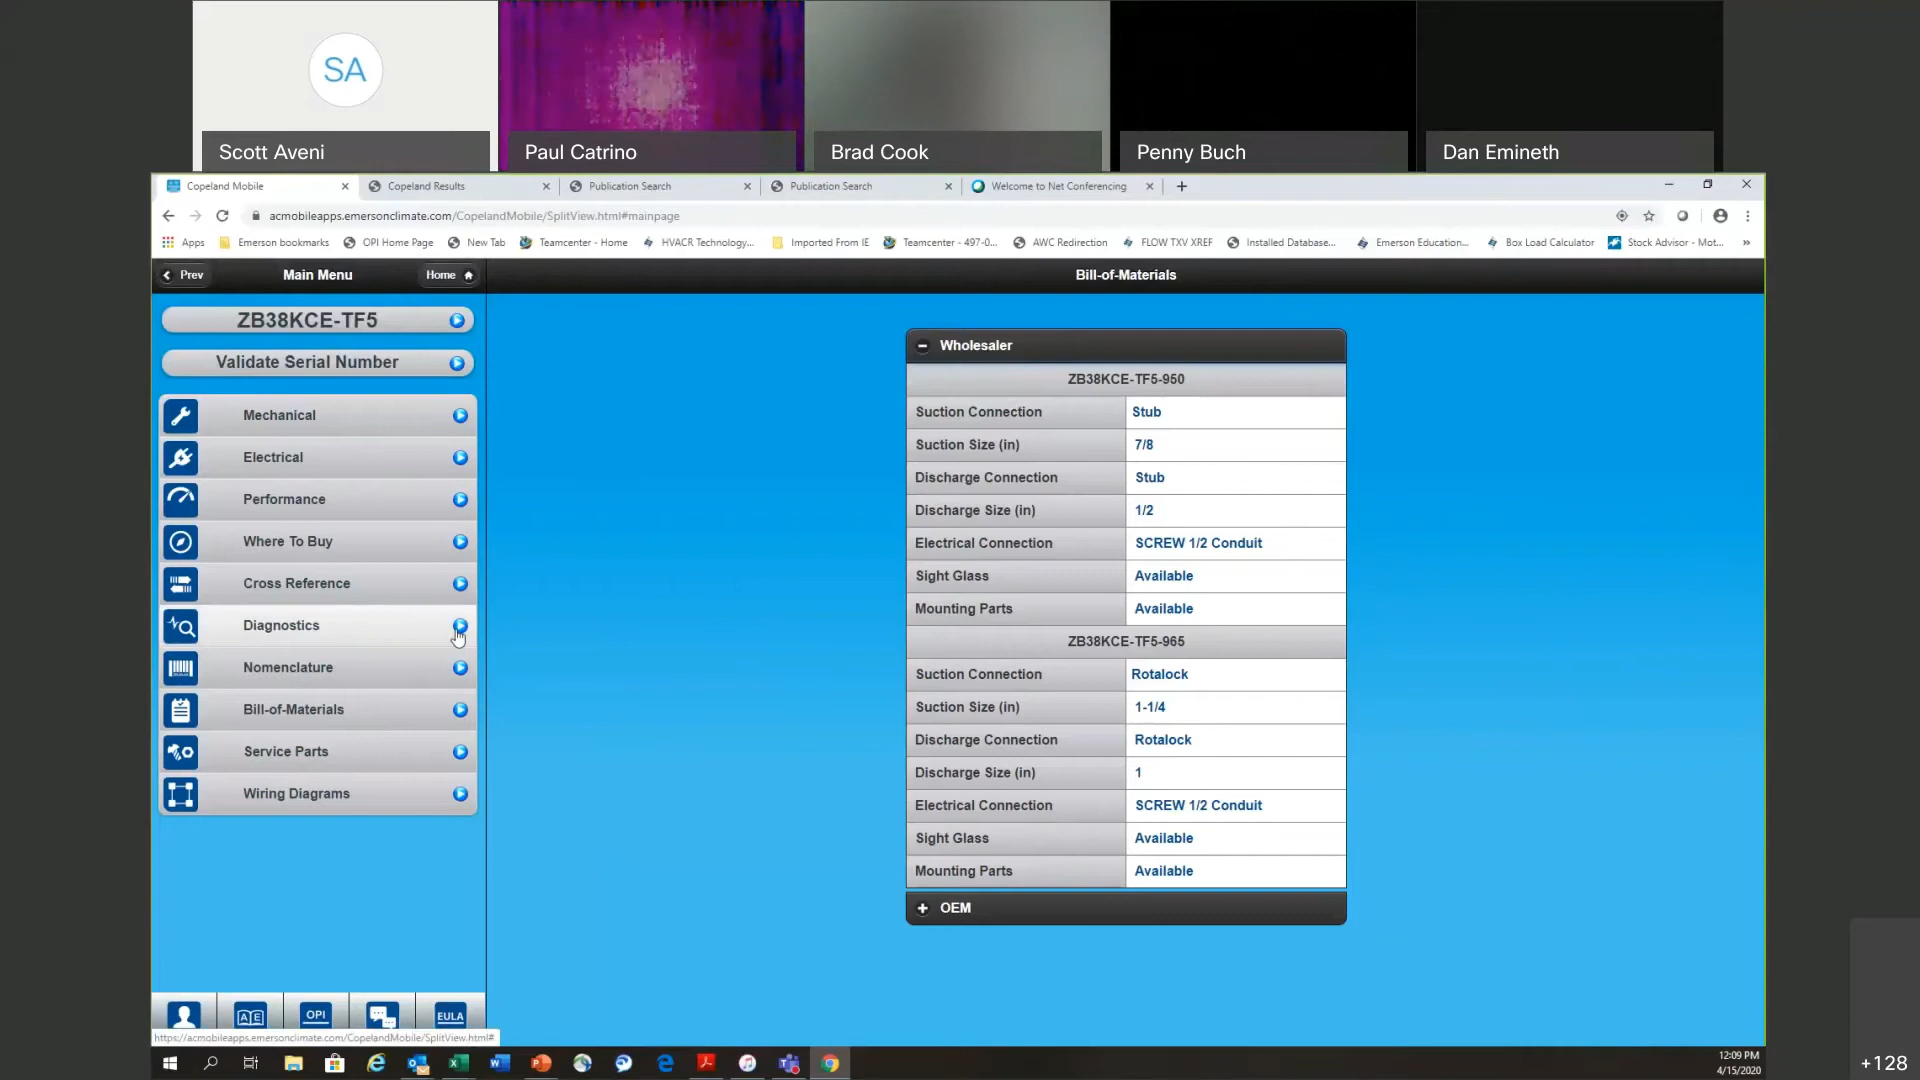 SA
Scott Aveni
Paul Catrino
Brad Cook
Penny Buch
Dan Emineth
Copeland Mobile
Copeland Results
Publication Search
Publication Search
Welcome to Net Conferencing
acmobileapps.emersonclimate.com/CopelandMobile/SplitView.html#mainpage
Apps
Emerson bookmarks
OPI Home Page
New Tab
Teamcenter - Home
HVACR Technology...
Imported From IE
Teamcenter - 497-0...
AWC Redirection
FLOW TXV XREF
Installed Database...
Emerson Education...
Box Load Calculator
Stock Advisor - Mot...
»
Prev
Main Menu
Home
Bill-of-Materials
ZB38KCE-TF5
Validate Serial Number
Mechanical
Electrical
Performance
Where To Buy
Cross Reference
Diagnostics
Nomenclature
Bill-of-Materials
Service Parts
Wiring Diagrams
AE
OPI
EULA
https://acmobileapps.emersonclimate.com/CopelandMobile/SplitView.html#
Wholesaler
ZB38KCE-TF5-950
Suction Connection Stub
Suction Size (in) 7/8
Discharge Connection Stub
Discharge Size (in) 1/2
Electrical Connection SCREW 1/2 Conduit
Sight Glass Available
Mounting Parts Available
ZB38KCE-TF5-965
Suction Connection Rotalock
Suction Size (in) 1-1/4
Discharge Connection Rotalock
Discharge Size (in) 1
Electrical Connection SCREW 1/2 Conduit
Sight Glass Available
Mounting Parts Available
OEM
12:09 PM
4/15/2020
+128